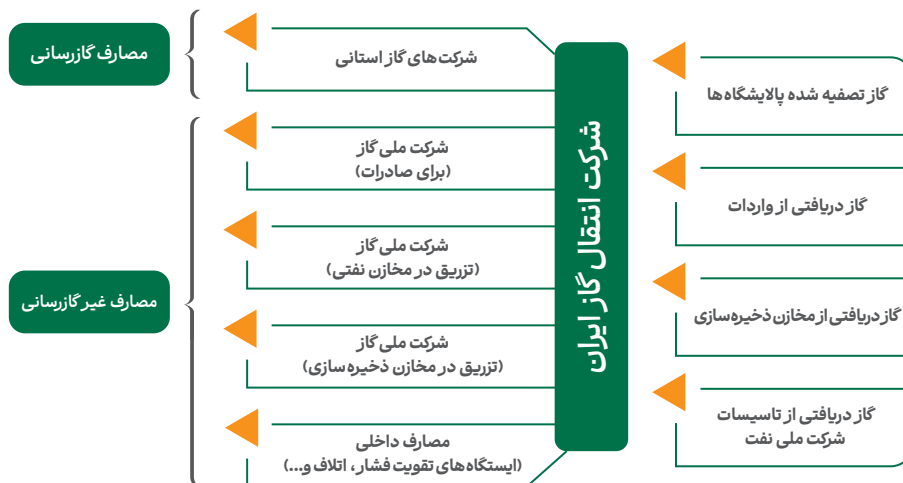 گاز تصفیه شده پالایشگاه‌ها
گاز دریافتی از واردات
گاز دریافتی از مخازن ذخیره‌سازی
گاز دریافتی از تاسیسات
شرکت ملی نفت
شرکت انتقال گاز ایران
شرکت‌های گاز استانی
شرکت ملی گاز
(برای صادرات)
شرکت ملی گاز
(تزریق در مخازن نفتی)
شرکت ملی گاز
(تزریق در مخازن ذخیره‌سازی)
مصارف داخلی
(ایستگاه‌های تقویت فشار، اتلاف و...)
مصارف گازرسانی
مصارف غیر گازرسانی